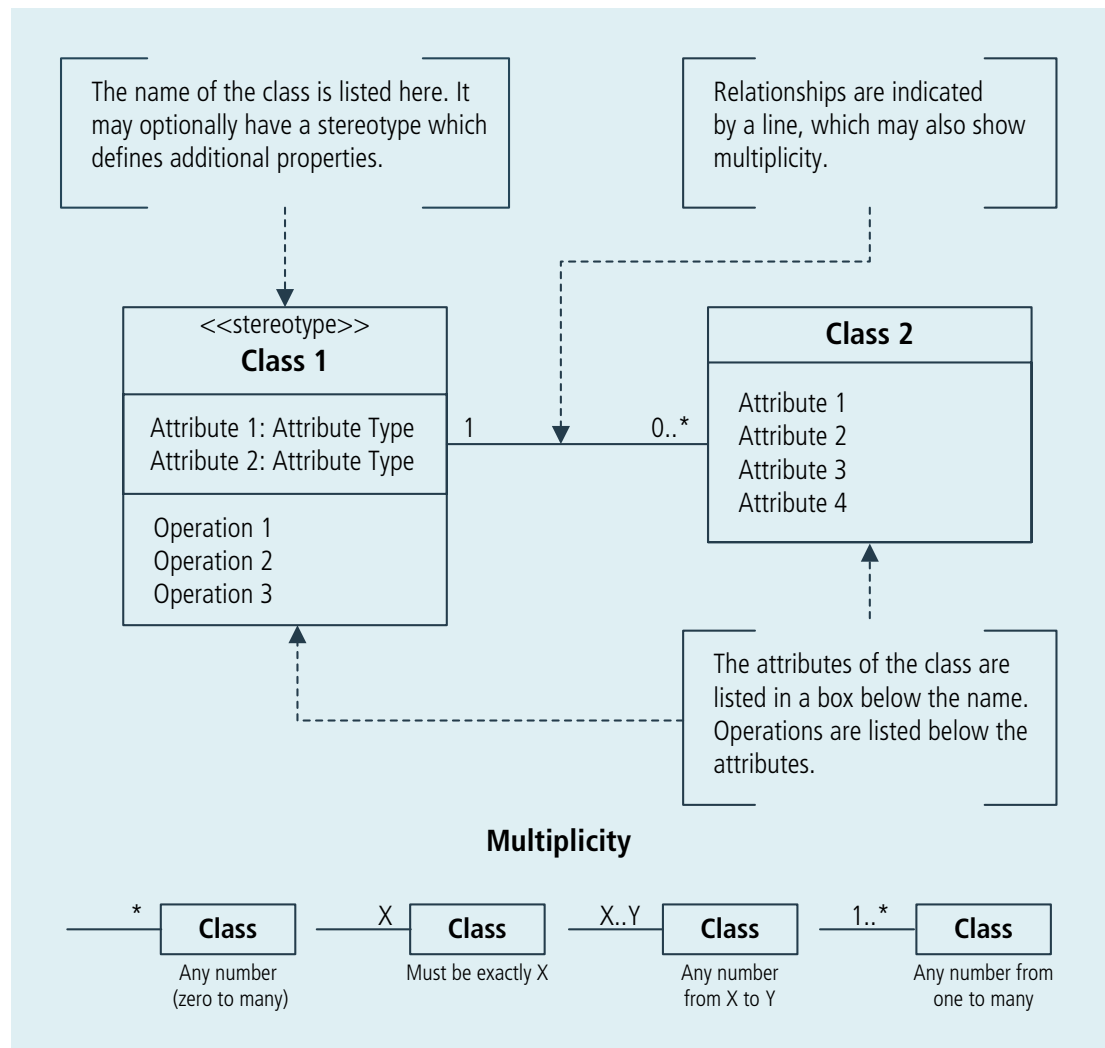 The name of the class is listed here. It
may optionally have a stereotype which
defines additional properties.
Relationships are indicated
by a line, which may also show
multiplicity.
<<stereotype>>
Class 1
Attribute 1: Attribute Type
Attribute 2: Attribute Type
Operation 1
Operation 2
Operation 3
1
0..*
Class 2
Attribute 1
Attribute 2
Attribute 3
Attribute 4
The attributes of the class are
listed in a box below the name.
Operations are listed below the
attributes.
Multiplicity
*
Class
Any number
(zero to many)
X
Class
Must be exactly X
X..Y
Class
Any number
from X to Y
1..*
Class
Any number from
one to many